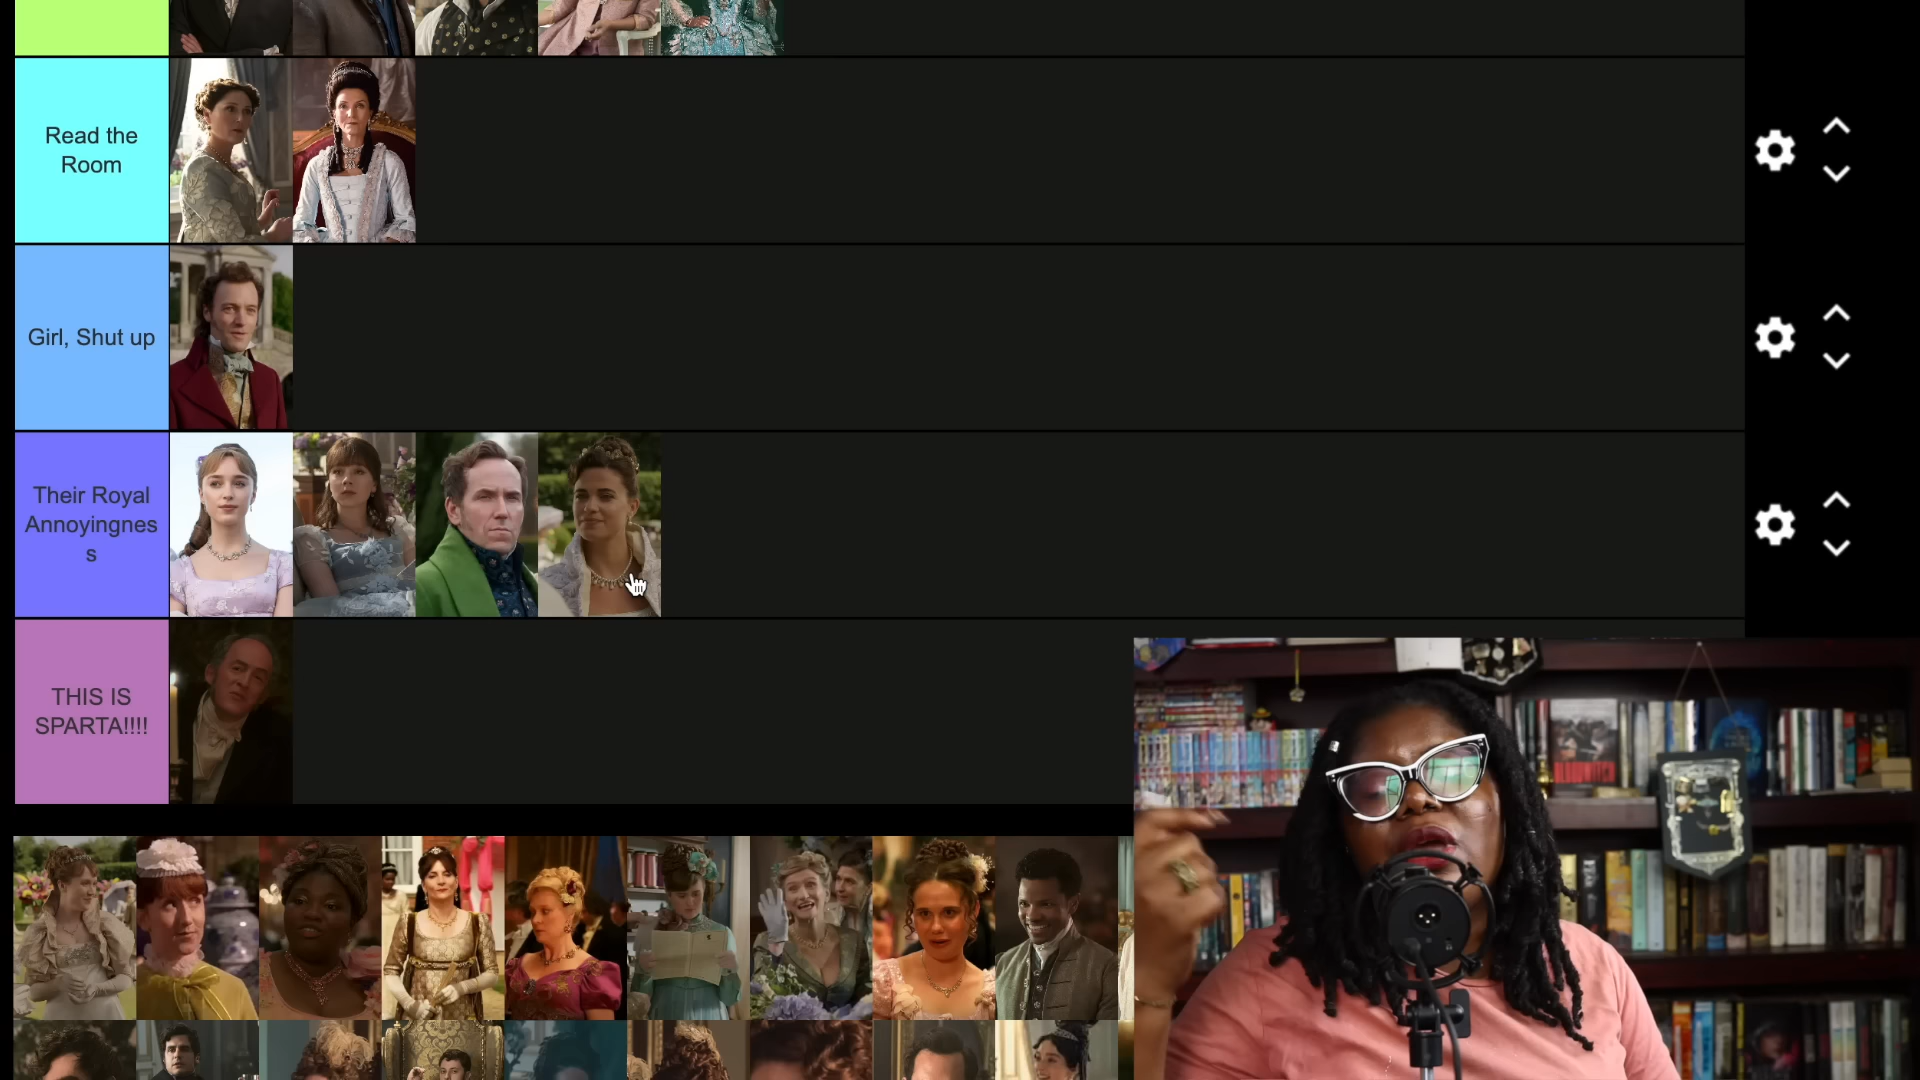 Read the
Room
Girl, Shut up
Their Royal
Annoyingnes
s
THIS IS
SPARTA!!!!